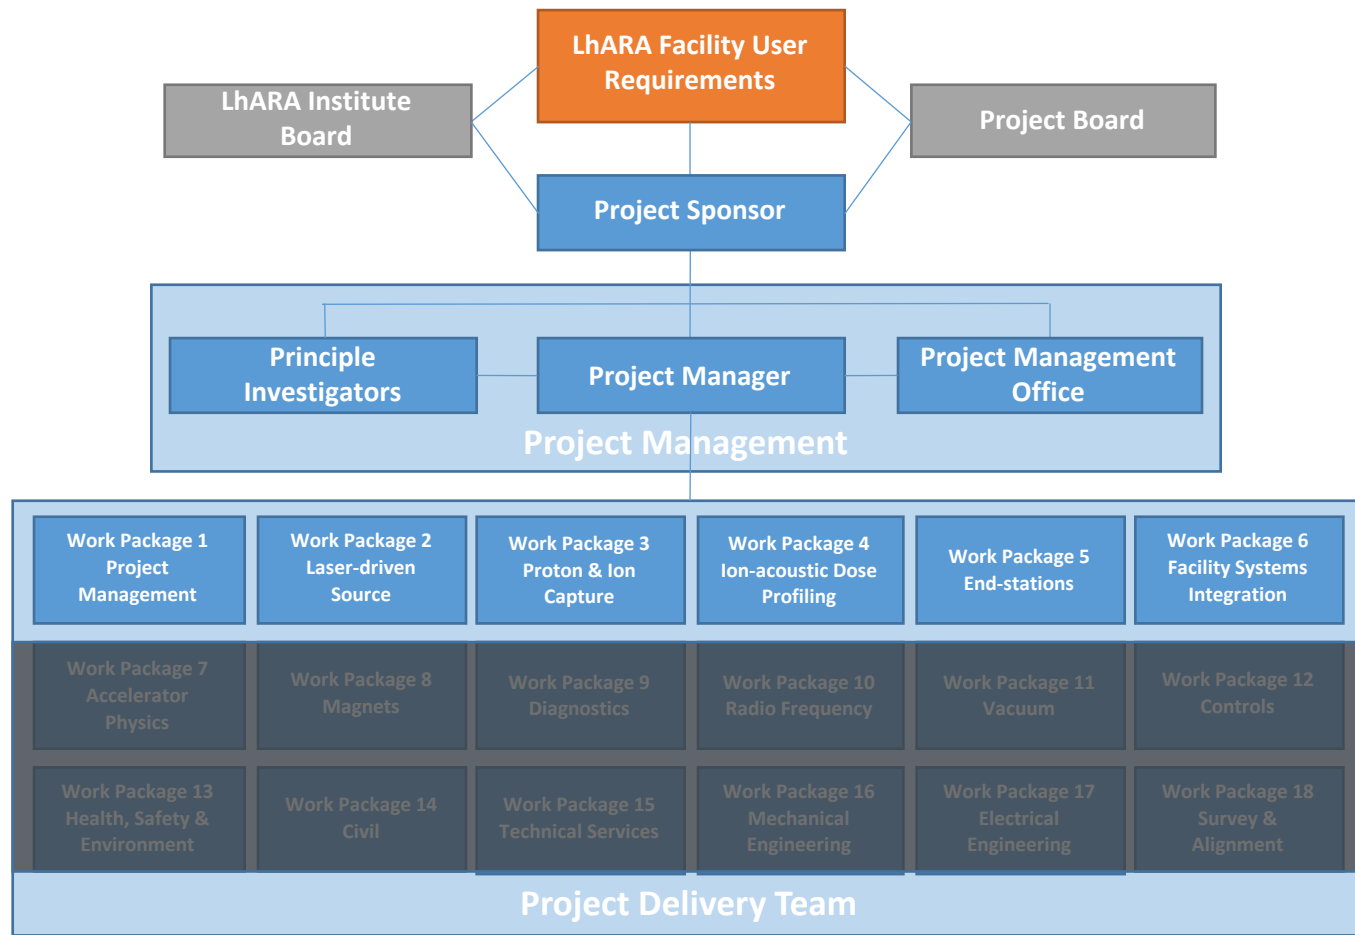 LhARA Facility User
Requirements
LhARA Institute
Board
Project Board
Project Sponsor
Principle
Investigators
Project Manager
Project Management
Office
Project Management
Work Package 1
Project
Management
Work Package 2
Laser-driven
Source
Work Package 3
Proton & Ion
Capture
Work Package 4
Ion-acoustic Dose
Profiling
Work Package 5
End-stations
Work Package 6
Facility Systems
Integration
Work Package 7
Accelerator
Physics
Work Package 8
Magnets
Work Package 9
Diagnostics
Work Package 10
Radio Frequency
Work Package 11
Vacuum
Work Package 12
Controls
Work Package 13
Health, Safety &
Environment
Work Package 14
Civil
Work Package 15
Technical Services
Work Package 16
Mechanical
Engineering
Work Package 17
Electrical
Engineering
Work Package 18
Survey &
Alignment
Project Delivery Team